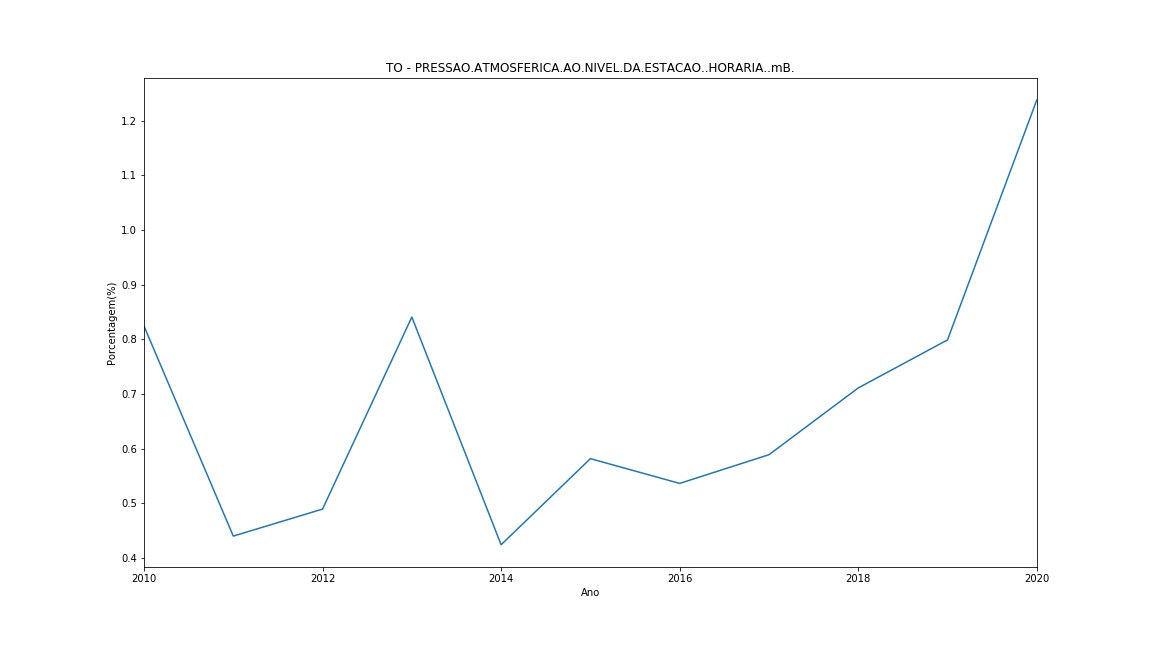 TO - PRESSAO.ATMOSFERICA.AO.NIVEL.DA.ESTACAO..HORARIA..mB.
1.2
1.1
1.0
0.9
0.8
0.7
0.6
0.5
0.4
Porcentagem(%)
2010 2012 2014 2016 2018 2020
Ano